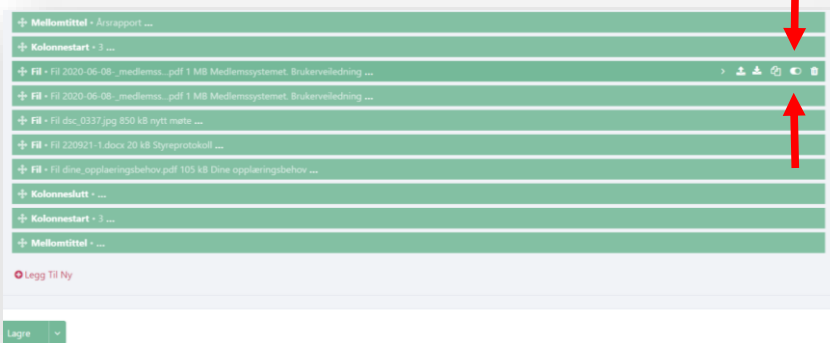 Mellomtittel • Årsrapport ...
Kolonnestart • 3 ...
Fil • Fil 2020-06-08-_medlemss...pdf 1 MB Medlemssystemet. Brukerveiledning ...
Fil • Fil 2020-06-08-_medlemss...pdf 1 MB Medlemssystemet. Brukerveiledning ...
Fil • Fil dsc_0337.jpg 850 kB nytt møte ...
Fil • Fil 220921-1.docx 20 kB Styreprotokoll ...
Fil • Fil dine_opplaeringsbehov.pdf 105 kB Dine opplæringsbehov ...
Kolonneslutt • ...
Kolonnestart • 3 ...
Mellomtittel • ...
Legg Til Ny
Lagre